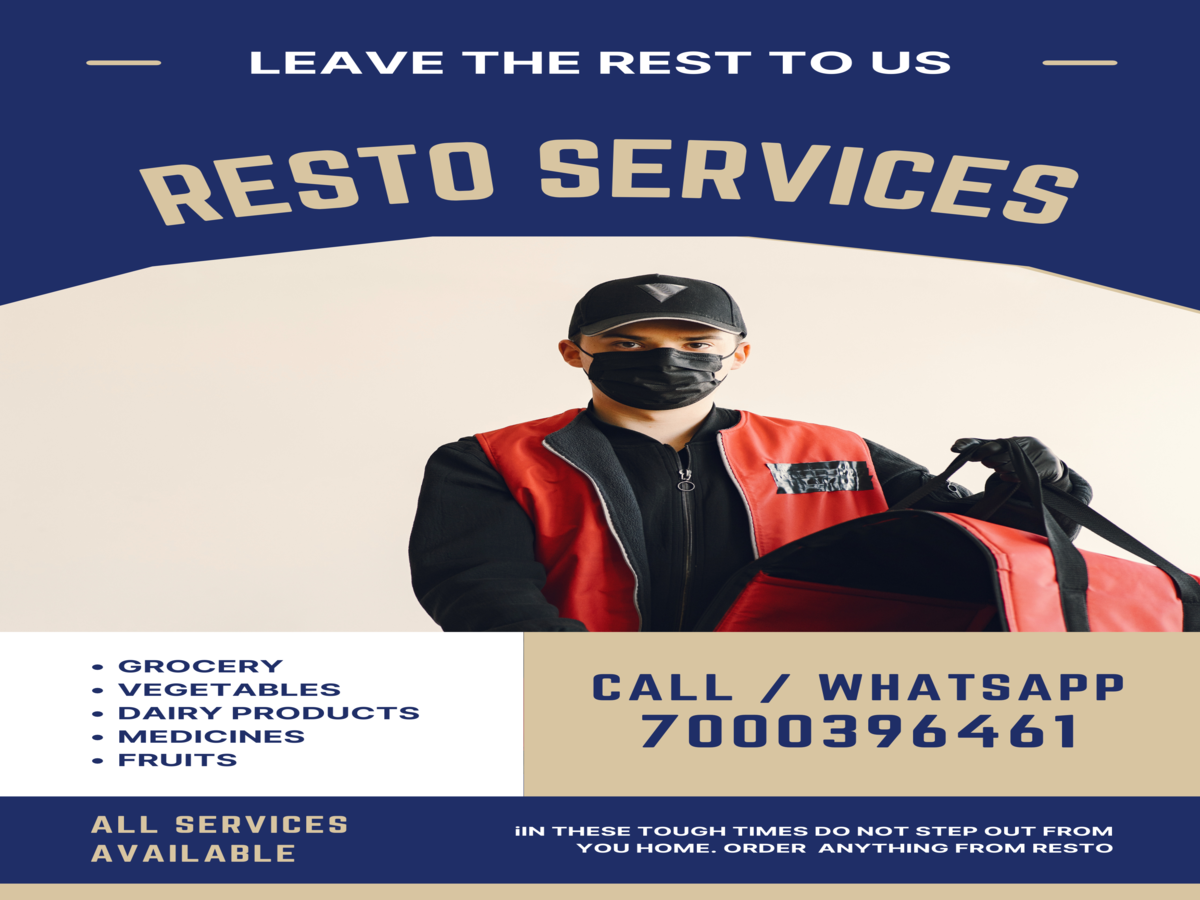 LEAVE THE REST TO US
RESTO SERVICES
• GROCERY
• VEGETABLES
• DAIRY PRODUCTS
• MEDICINES
• FRUITS
CALL / WHATSAPP
7000396461
ALL SERVICES
AVAILABLE
iIN THESE TOUGH TIMES DO NOT STEP OUT FROM
YOU HOME. ORDER ANYTHING FROM RESTO